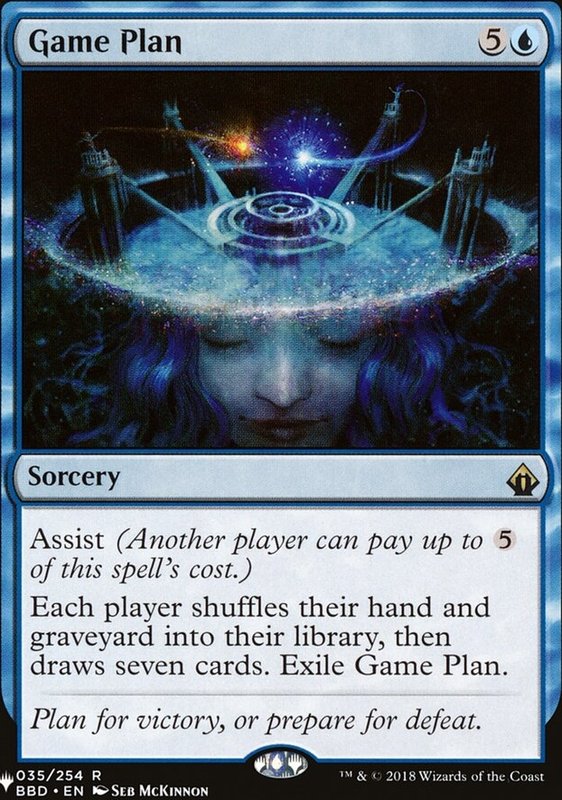 Game Plan 5
Sorcery
Assist (Another player can pay up to 5
of this spell's cost.)
Each player shuffles their hand and
graveyard into their library, then
draws seven cards. Exile Game Plan.
Plan for victory, or prepare for defeat.
035/254 R
BBD • EN Seb McKinnon
™ & © 2018 Wizards of the Coast